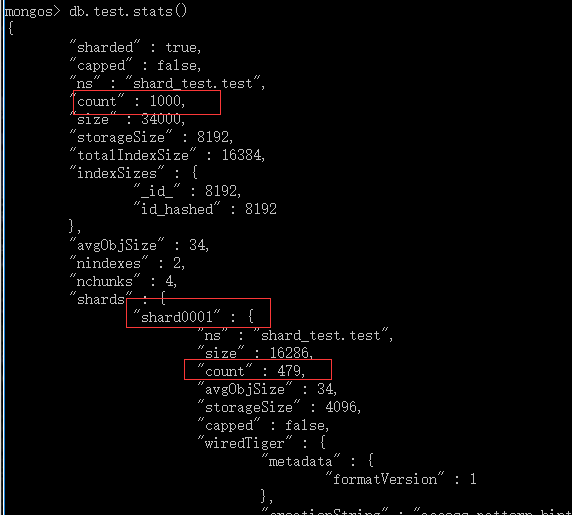 mongos> db.test.stats()
{
"sharded" : true,
"capped" : false,
"ns" : "shard_test.test",
"count" : 1000,
"size" : 34000,
"storageSize" : 8192,
"totalIndexSize" : 16384,
"indexSizes" : {
"_id_" : 8192,
"id_hashed" : 8192
},
"avgObjSize" : 34,
"nindexes" : 2,
"nchunks" : 4,
"shards" : {
"shard0001" : {
"ns" : "shard_test.test",
"size" : 16286,
"count" : 479,
"avgObjSize" : 34,
"storageSize" : 4096,
"capped" : false,
"wiredTiger" : {
"metadata" : {
"formatVersion" : 1
},